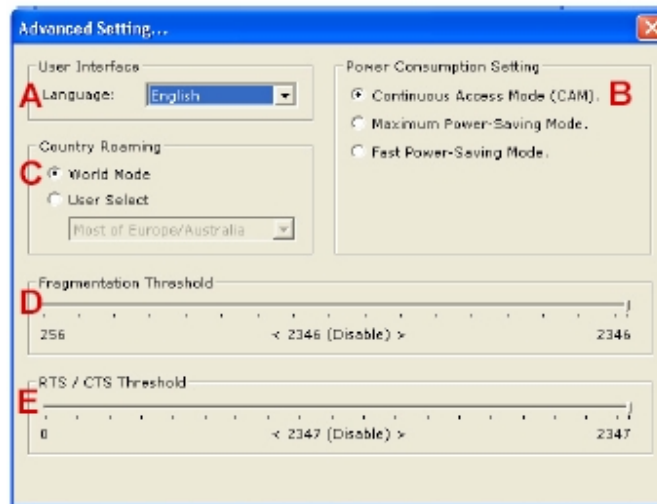 Advanced Setting...
User Interface
A Language: English
Power Consumption Setting
Continuous Access Mode (CAM). B
Maximum Power-Saving Mode.
Fast Power-Saving Mode.
Country Roaming
C World Mode
User Select
Most of Europe/Australia
Fragmentation Threshold
D
256 < 2346 (Disable) > 2346
RTS / CTS Threshold
E
0 < 2347 (Disable) > 2347